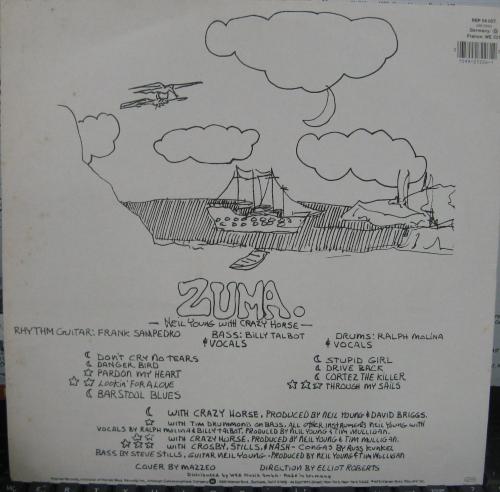 REP 54 057
Germany:
France: WE
ZUMA.
— NEIL YOUNG WITH CRAZY HORSE —
RHYTHM GUITAR: FRANK SAMPEDRO BASS: BILLY TALBOT & VOCALS DRUMS: RALPH MOLINA & VOCALS
DON'T CRY NO TEARS
DANGER BIRD
PARDON MY HEART
LOOKIN' FOR A LOVE
BARSTOOL BLUES
STUPID GIRL
DRIVE BACK
CORTEZ THE KILLER
THROUGH MY SAILS
WITH CRAZY HORSE, PRODUCED BY NEIL YOUNG & DAVID BRIGGS.
WITH TIM DRUMMOND ON BASS. ALL OTHER INSTRUMENTS NEIL YOUNG WITH
VOCALS BY RALPH MOLINA & BILLY TALBOT. PRODUCED BY NEIL YOUNG & TIM MULLIGAN.
WITH CRAZY HORSE, PRODUCED BY NEIL YOUNG & TIM MULLIGAN.
WITH CROSBY, STILLS, & NASH - CONGAS BY RUSS KUNKEL
BASS BY STEVE STILLS, GUITAR NEIL YOUNG - PRODUCED BY NEIL YOUNG & TIM MULLIGAN
COVER BY MAZZEO DIRECTION BY ELLIOT ROBERTS